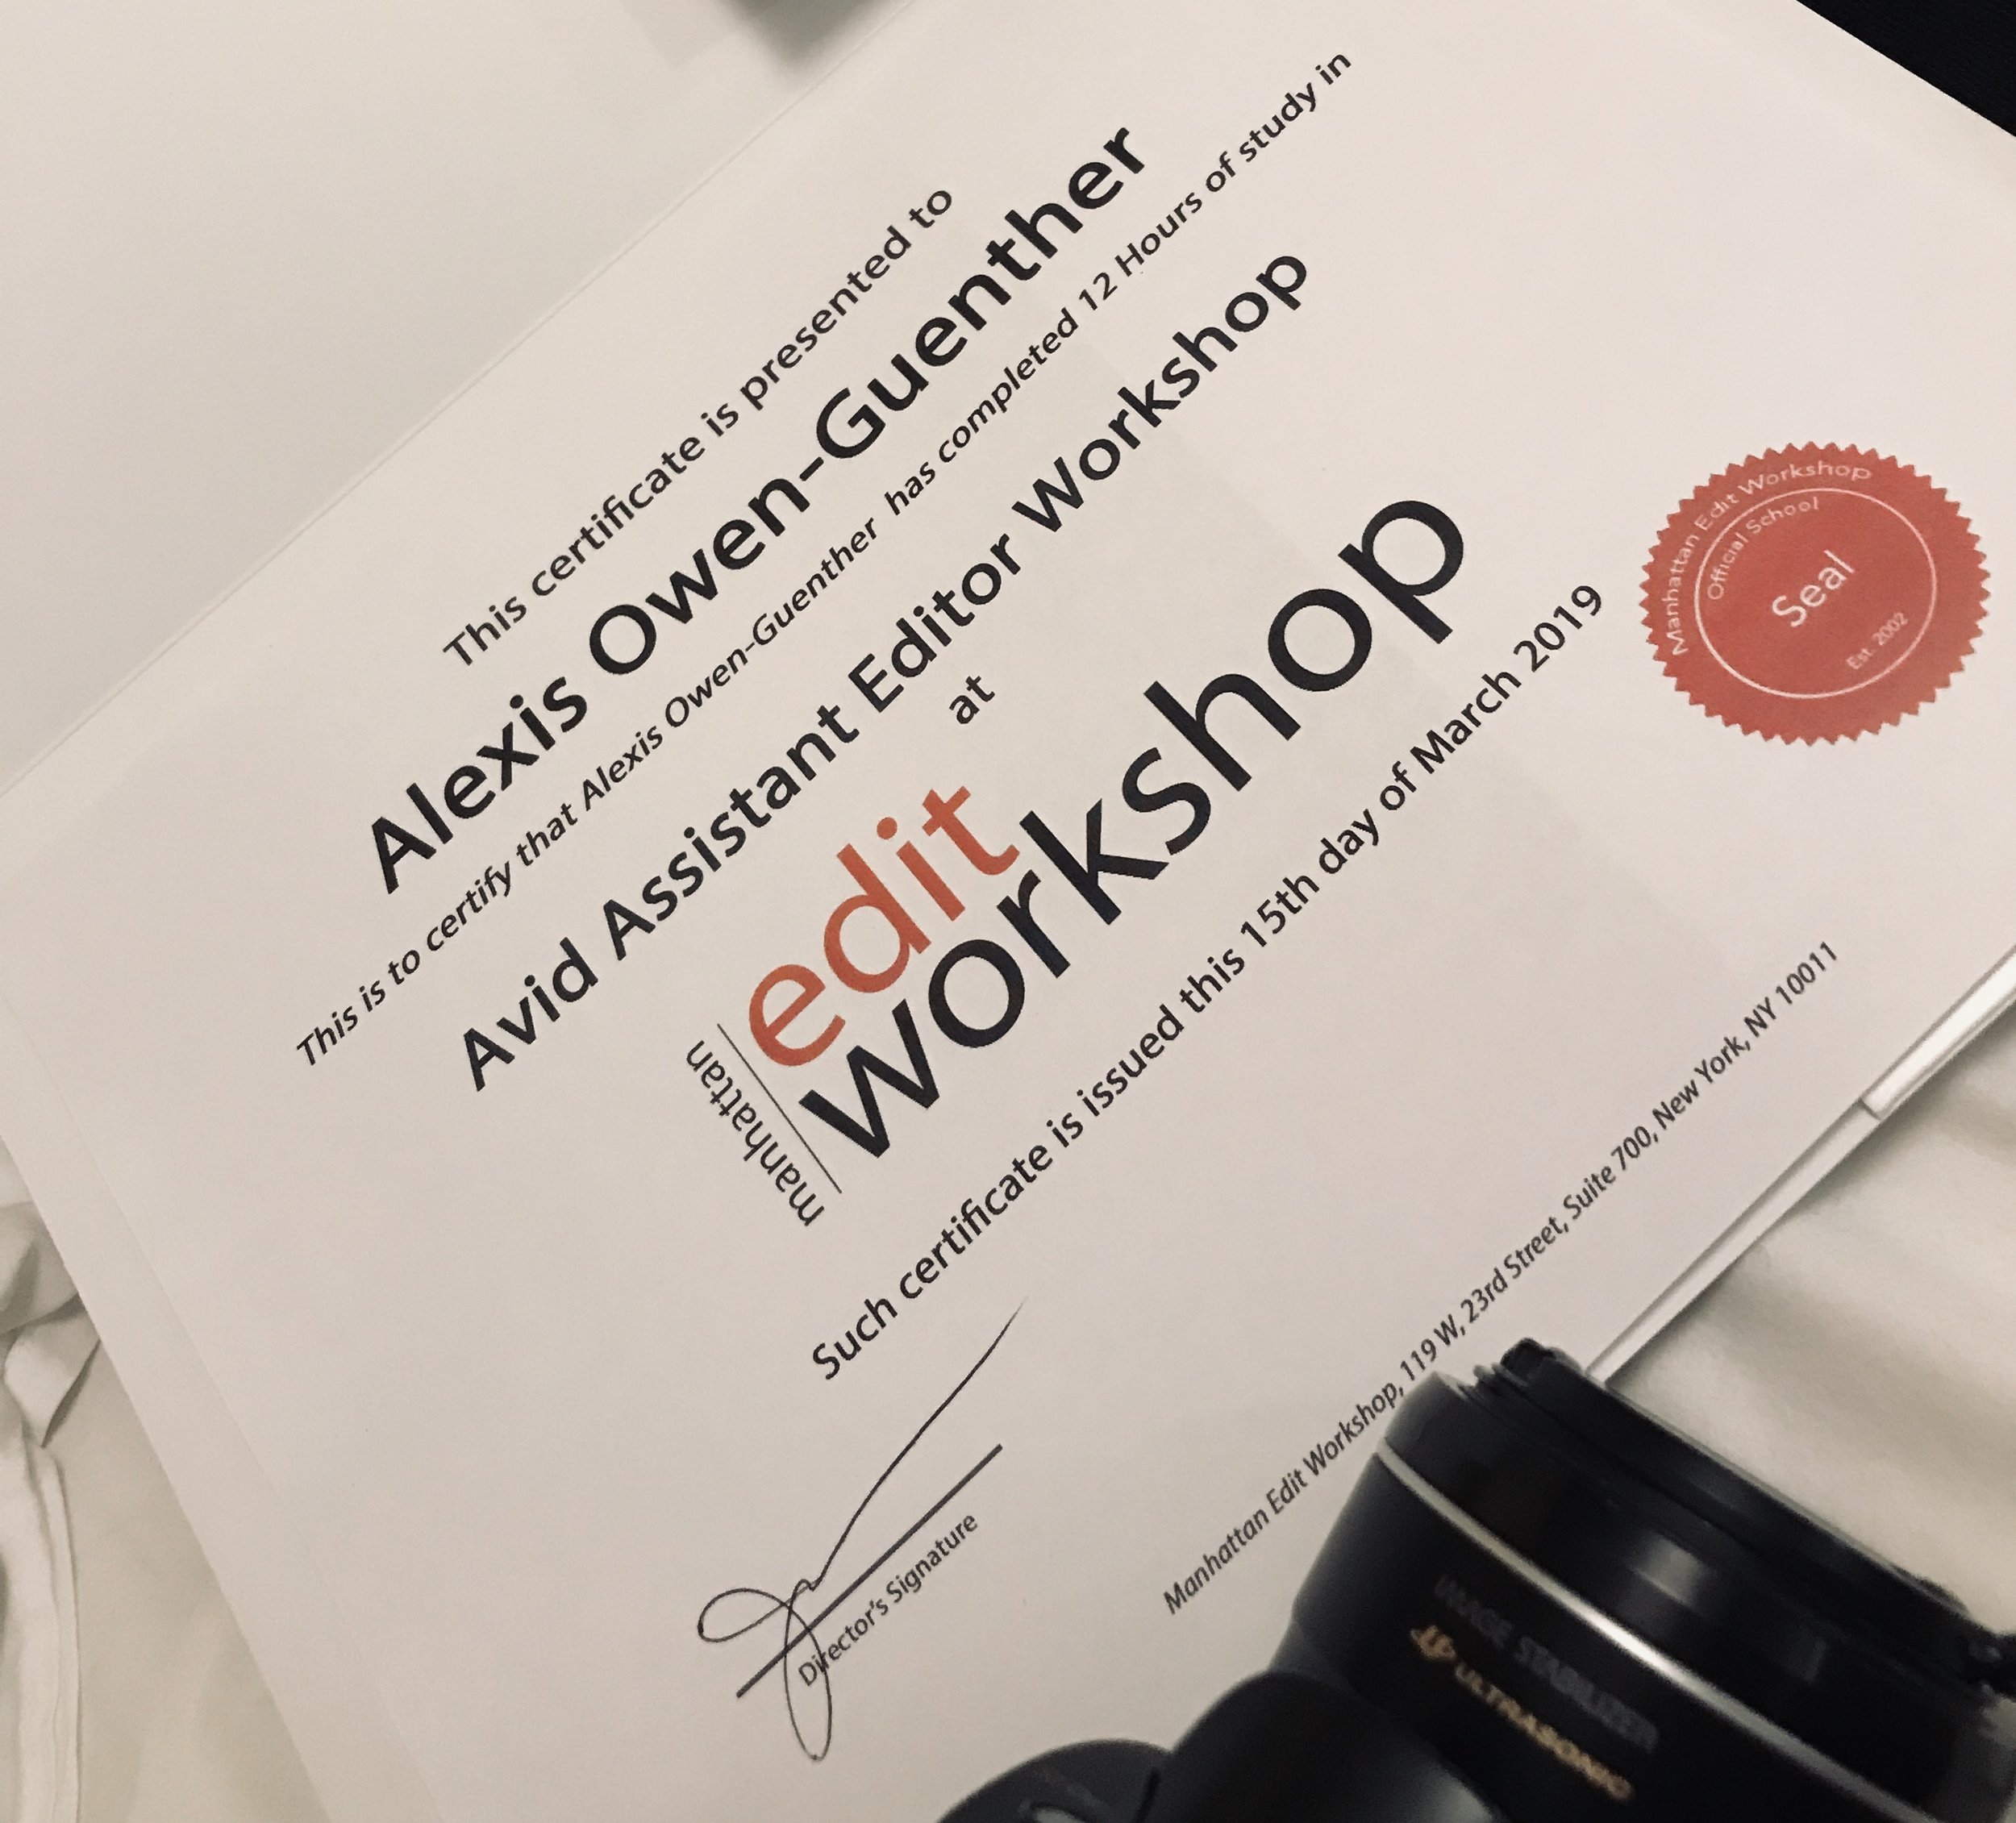 This certificate is presented to
Alexis Owen-Guenther
This is to certify that Alexis Owen-Guenther has completed 12 Hours of study in
Avid Assistant Editor Workshop
at
manhattan
edit
workshop
Such certificate is issued this 15th day of March 2019
Manhattan Edit Workshop
Official School
Seal
Est. 2002
Director's Signature
Manhattan Edit Workshop, 119 W, 23rd Street, Suite 700, New York, NY 10011
IMAGE STABILIZER
ULTRASONIC